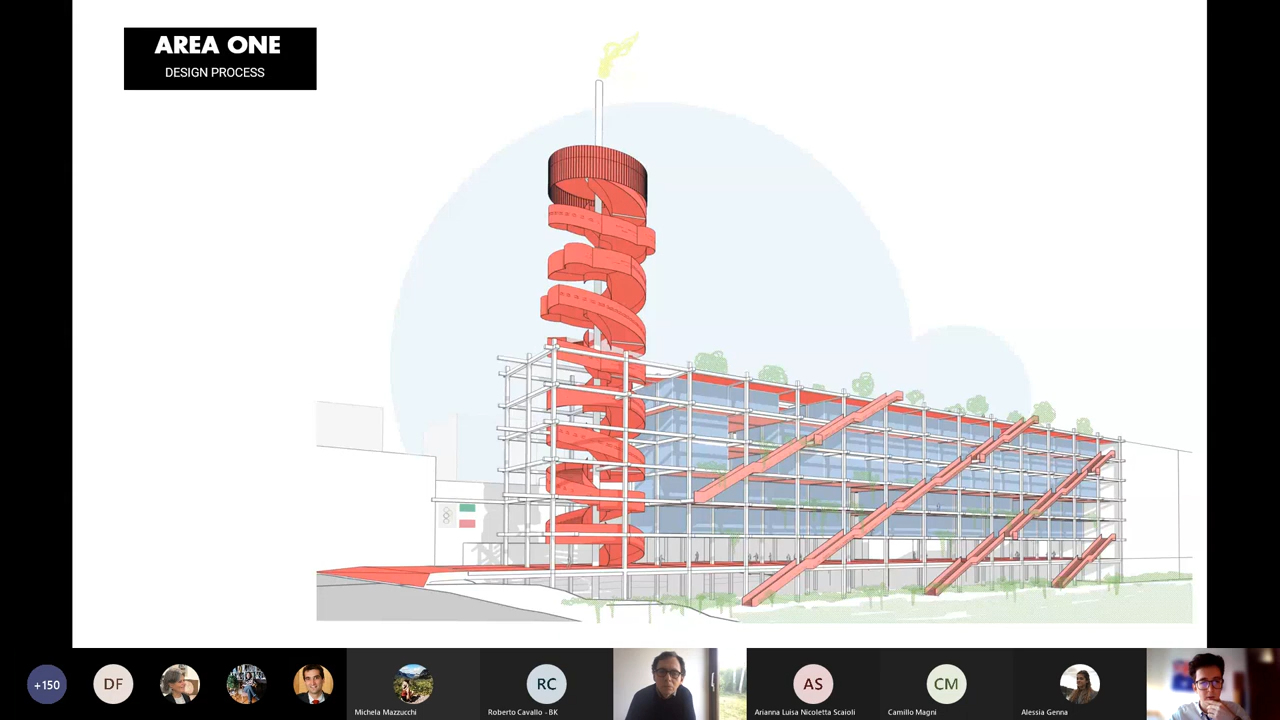 AREA ONE
DESIGN PROCESS
+150
DF
Michela Mazzucchi
RC
Roberto Cavallo - BK
AS
Arianna Luisa Nicoletta Scaioli
CM
Camillo Magni
Alessia Genna